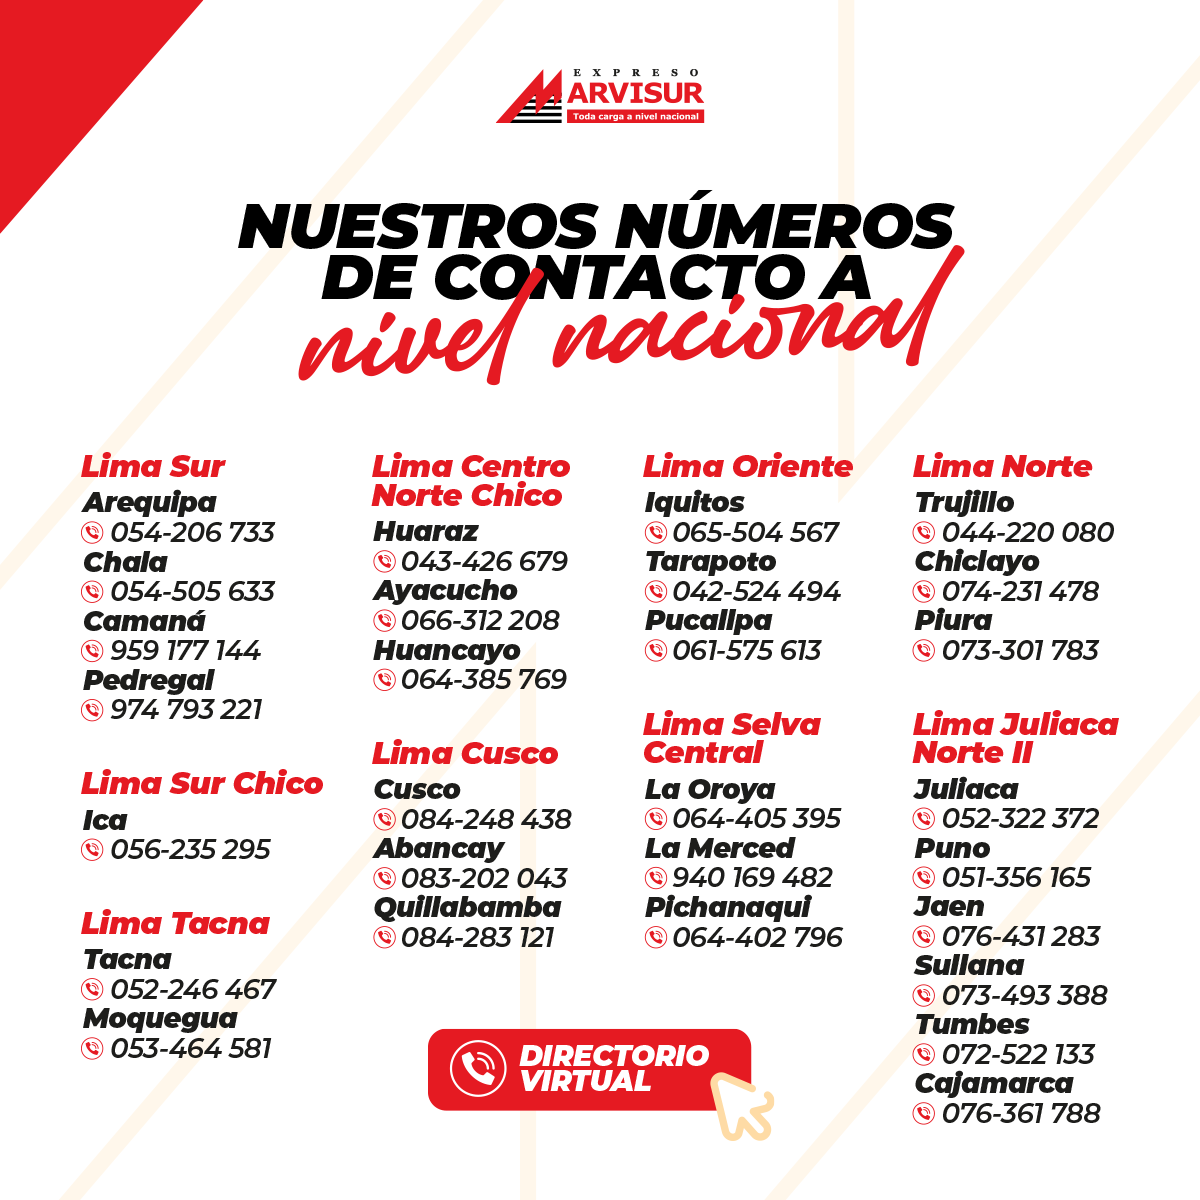 EXPRESO
MARVISUR
Toda carga a nivel nacional
NUESTROS NÚMEROS
DE CONTACTO A
nivel nacional
Lima Sur
Arequipa
054-206 733
Chala
054-505 633
Camaná
959 177 144
Pedregal
974 793 221
Lima Sur Chico
Ica
056-235 295
Lima Tacna
Tacna
052-246 467
Moquegua
053-464 581
Lima Centro
Norte Chico
Huaraz
043-426 679
Ayacucho
066-312 208
Huancayo
064-385 769
Lima Cusco
Cusco
084-248 438
Abancay
083-202 043
Quillabamba
084-283 121
Lima Oriente
Iquitos
065-504 567
Tarapoto
042-524 494
Pucallpa
061-575 613
Lima Selva
Central
La Oroya
064-405 395
La Merced
940 169 482
Pichanaqui
064-402 796
Lima Norte
Trujillo
044-220 080
Chiclayo
074-231 478
Piura
073-301 783
Lima Juliaca
Norte II
Juliaca
052-322 372
Puno
051-356 165
Jaen
076-431 283
Sullana
073-493 388
Tumbes
072-522 133
Cajamarca
076-361 788
DIRECTORIO
VIRTUAL